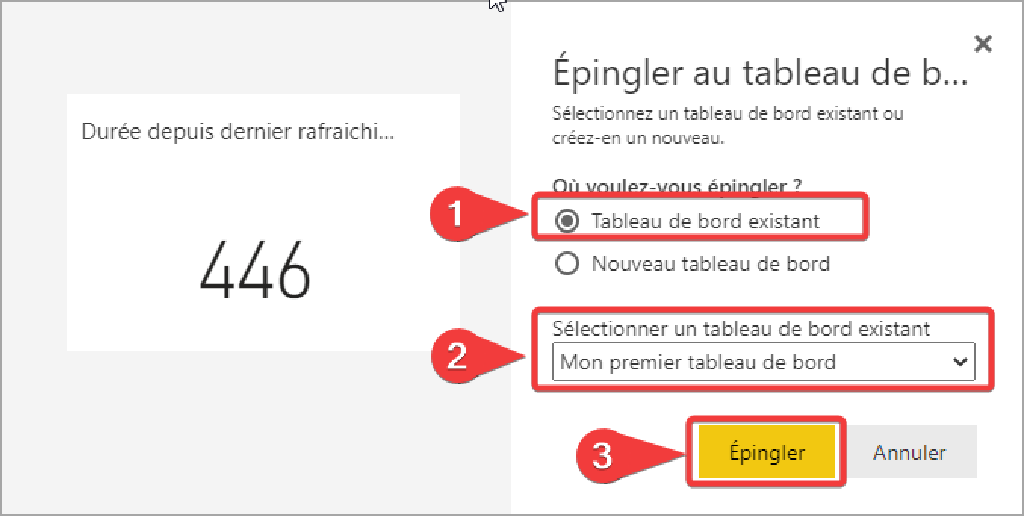 Durée depuis dernier rafraichi...
446
Épingler au tableau de b...
Sélectionnez un tableau de bord existant ou
créez-en un nouveau.
Où voulez-vous épingler ?
1
Tableau de bord existant
Nouveau tableau de bord
Sélectionner un tableau de bord existant
2
Mon premier tableau de bord
3
Épingler
Annuler